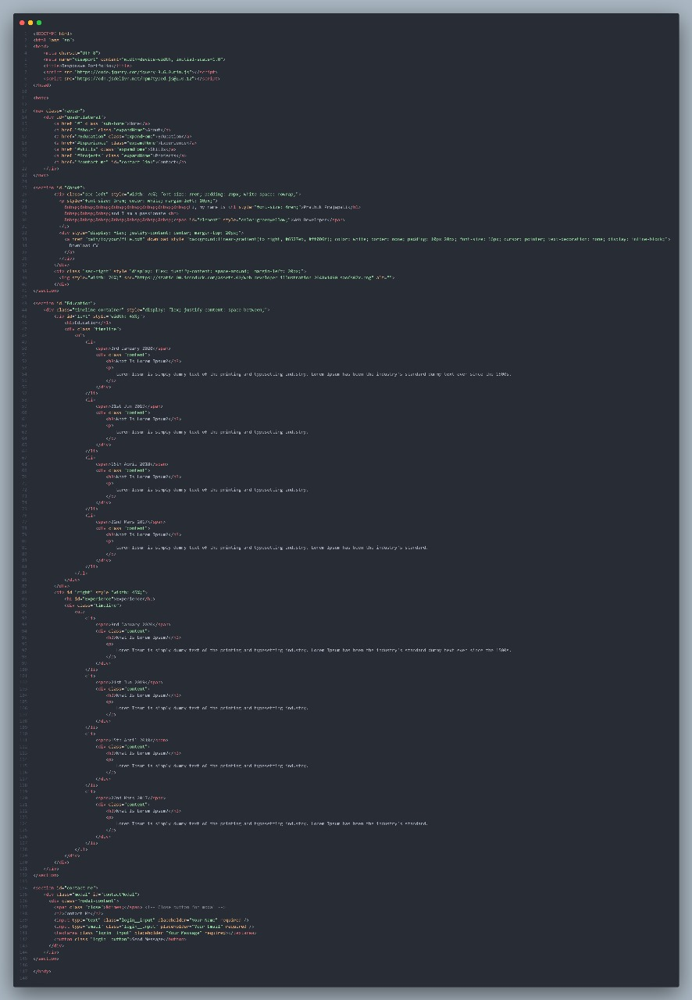 <!DOCTYPE html>
<html lang="en">
<head>
<meta charset="UTF-8">
<meta name="viewport" content="width=device-width, initial-scale=1.0">
<title>Responsive Portfolio</title>
<script src="https://code.jquery.com/jquery-3.6.0.min.js"></script>
<script src="https://cdn.jsdelivr.net/npm/typed.js@2.0.12"></script>
</head>
<body>
<nav class="navbar">
<div id="quadrilateral">
<a href="#" class="sub-home">Home</a>
<a href="#About" class="expandHome">About</a>
<a href="#Education" class="expandHome">Education</a>
<a href="#Experience" class="expandHome">Experience</a>
<a href="#Skills" class="expandHome">Skills</a>
<a href="#Projects" class="expandHome">Projects</a>
<a href="#contact-me" id="contact-link">Contact</a>
</div>
</nav>
<section id="About">
<div class="sec-left" style="width: 70%; font-size: 3rem; padding: 20px; white-space: nowrap;">
<p style="font-size: 3rem; color: white; margin-left: 10px;">
&nbsp;&nbsp;&nbsp;&nbsp;&nbsp;&nbsp;&nbsp;&nbsp;Hi, my name is <h1 style="font-size: 4rem;">Prathik Prajapati</h1>
&nbsp;&nbsp;&nbsp;&nbsp;and I am a passionate <br>
&nbsp;&nbsp;&nbsp;&nbsp;&nbsp;&nbsp;&nbsp;<span id="element" style="color:greenyellow;">Web Developer</span>
</p>
<div style="display: flex; justify-content: center; margin-top: 20px;">
<a href="path/to/your/file.pdf" download style="background:linear-gradient(to right, #6527eb, #ff006f); color: white; border: none; padding: 10px 20px; font-size: 16px; cursor: pointer; text-decoration: none; display: inline-block;">
Download CV
</a>
</div>
</div>
<div class="sec-right" style="display: flex; justify-content: space-around; margin-left: 20px;">
<img style="width: 70%;" alt="">
</div>
</section>
<section id="Education">
<div class="timeline-container" style="display: flex; justify-content: space-between;">
<div id="left" style="width: 45%;">
<h1>Education</h1>
<div class="timeline">
<ul>
<li>
<span>3rd January 2020</span>
<div class="content">
<h3>What Is Lorem Ipsum?</h3>
<p>
Lorem Ipsum is simply dummy text of the printing and typesetting industry. Lorem Ipsum has been the industry's standard dummy text ever since the 1500s.
</p>
</div>
</li>
<li>
<span>21st Jun 2019</span>
<div class="content">
<h3>What Is Lorem Ipsum?</h3>
<p>
Lorem Ipsum is simply dummy text of the printing and typesetting industry.
</p>
</div>
</li>
<li>
<span>15th April 2018</span>
<div class="content">
<h3>What Is Lorem Ipsum?</h3>
<p>
Lorem Ipsum is simply dummy text of the printing and typesetting industry.
</p>
</div>
</li>
<li>
<span>22nd Mars 2017</span>
<div class="content">
<h3>What Is Lorem Ipsum?</h3>
<p>
Lorem Ipsum is simply dummy text of the printing and typesetting industry. Lorem Ipsum has been the industry's standard.
</p>
</div>
</li>
</ul>
</div>
</div>
<div id="right" style="width: 45%;">
<h1 id="Experience">Experience</h1>
<div class="timeline">
<ul>
<li>
<span>3rd January 2020</span>
<div class="content">
<h3>What Is Lorem Ipsum?</h3>
<p>
Lorem Ipsum is simply dummy text of the printing and typesetting industry. Lorem Ipsum has been the industry's standard dummy text ever since the 1500s.
</p>
</div>
</li>
<li>
<span>21st Jun 2019</span>
<div class="content">
<h3>What Is Lorem Ipsum?</h3>
<p>
Lorem Ipsum is simply dummy text of the printing and typesetting industry.
</p>
</div>
</li>
<li>
<span>15th April 2018</span>
<div class="content">
<h3>What Is Lorem Ipsum?</h3>
<p>
Lorem Ipsum is simply dummy text of the printing and typesetting industry.
</p>
</div>
</li>
<li>
<span>22nd Mars 2017</span>
<div class="content">
<h3>What Is Lorem Ipsum?</h3>
<p>
Lorem Ipsum is simply dummy text of the printing and typesetting industry. Lorem Ipsum has been the industry's standard.
</p>
</div>
</li>
</ul>
</div>
</div>
</div>
</section>
<section id="contact-me">
<div class="modal" id="contactModal">
<div class="modal-content">
<span class="close">&times;</span> <!-- Close button for modal -->
<h2>Contact Me</h2>
<input type="text" class="login__input" placeholder="Your Name" required />
<input type="email" class="login__input" placeholder="Your Email" required />
<textarea class="login__input" placeholder="Your Message" required></textarea>
<button class="login__button">Send Message</button>
</div>
</div>
</section>
</body>